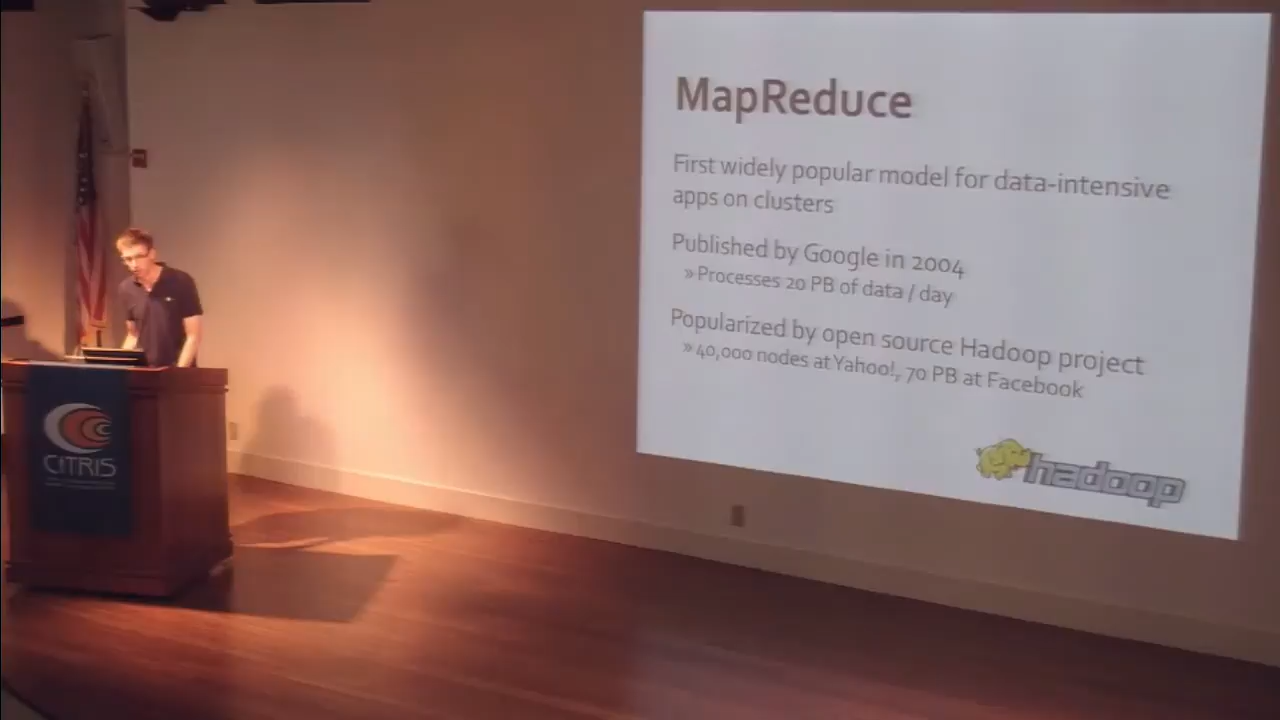 MapReduce
First widely popular model for data-intensive
apps on clusters
Published by Google in 2004
» Processes 20 PB of data / day
Popularized by open source Hadoop project
» 40,000 nodes at Yahoo!, 70 PB at Facebook
hadoop
CITRIS